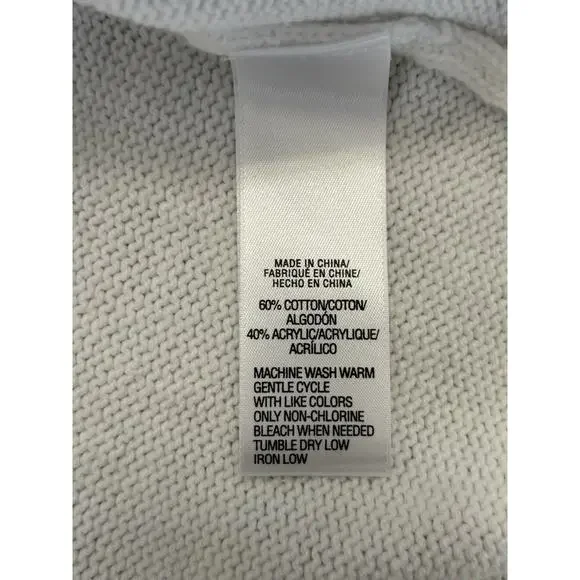 MADE IN CHINA/
FABRIQUÉ EN CHINE/
HECHO EN CHINA
60% COTTON/COTON/
ALGODÓN
40% ACRYLIC/ACRYLIQUE/
ACRÍLICO
MACHINE WASH WARM
GENTLE CYCLE
WITH LIKE COLORS
ONLY NON-CHLORINE
BLEACH WHEN NEEDED
TUMBLE DRY LOW
IRON LOW